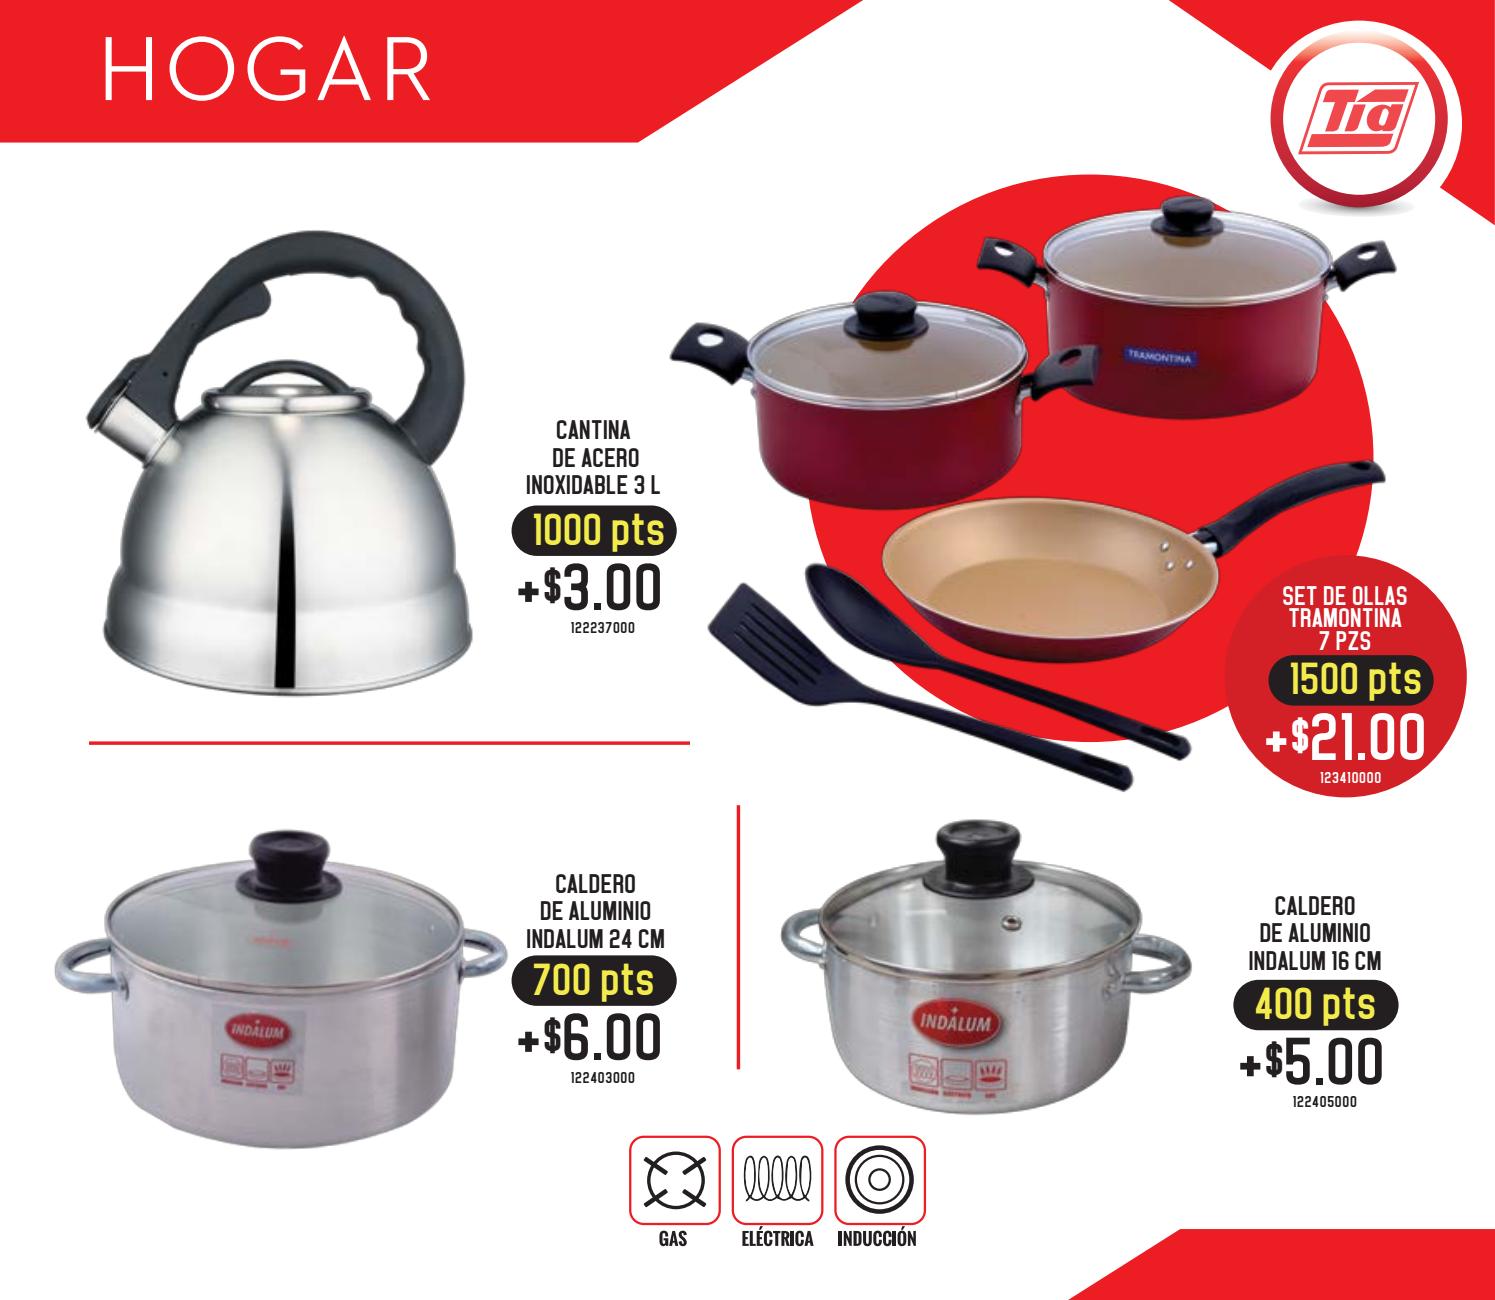 HOGAR
Tía
TRAMONTINA
CANTINA
DE ACERO
INOXIDABLE 3 L
1000 pts
+$3.00
122237000
SET DE OLLAS
TRAMONTINA
7 PZS
1500 pts
+$21.00
123410000
CALDERO
DE ALUMINIO
INDALUM 24 CM
700 pts
+$6.00
122403000
INDALUM
CALDERO
DE ALUMINIO
INDALUM 16 CM
400 pts
+$5.00
122405000
INDALUM
GAS
ELÉCTRICA
INDUCCIÓN